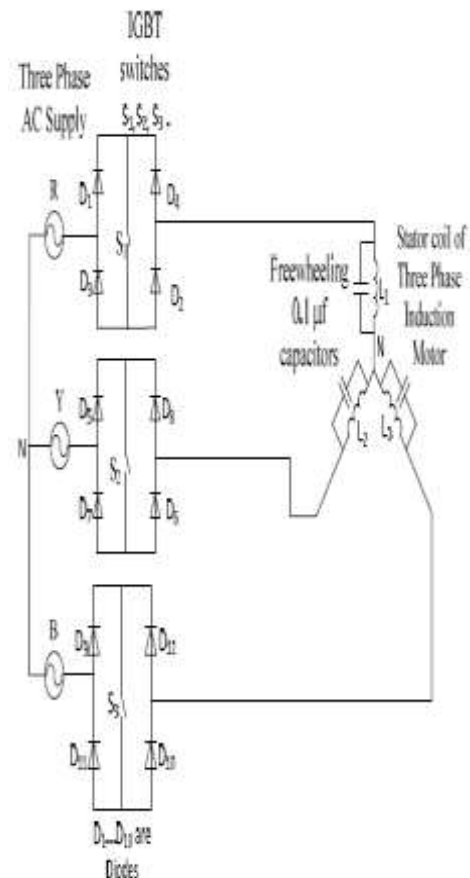 IGBT
switches
S₁, S₂, S₃ ..
Three Phase
AC Supply
R
D₁
D₄
S₁
D₃
D₂
Freewheeling
0.1 µf
capacitors
L₁
Stator coil of
Three Phase
Induction
Motor
N
Y
D₅
D₈
L₂
L₃
N
S₂
D₇
D₆
B
D₉
D₁₂
S₃
D₁₁
D₁₀
are
Diodes